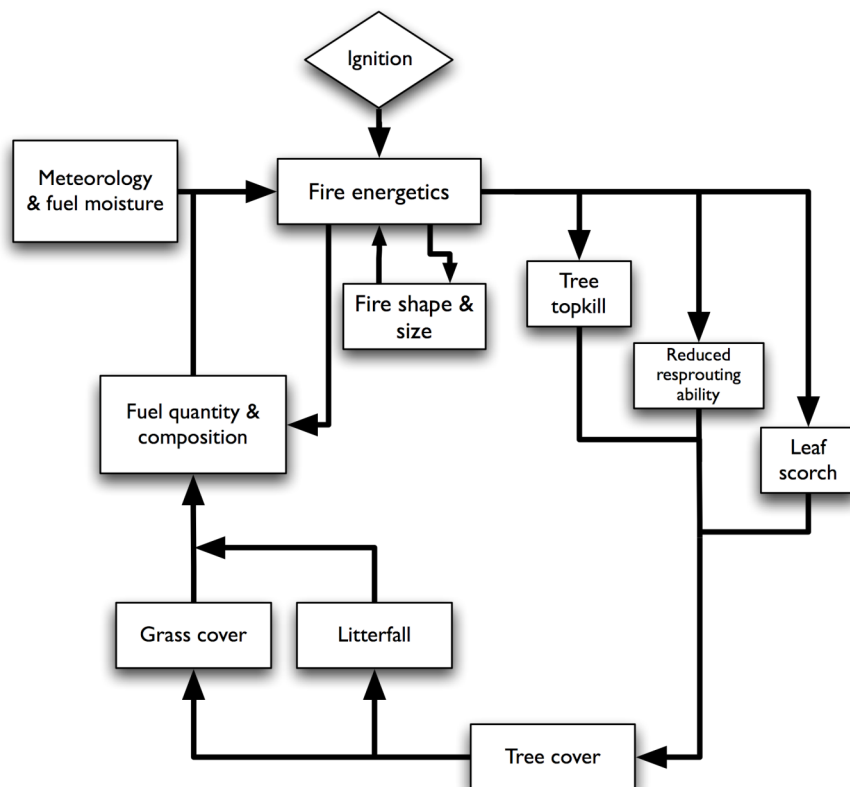 Ignition
Meteorology
& fuel moisture
Fire energetics
Tree
topkill
Fire shape &
size
Reduced
resprouting
ability
Fuel quantity &
composition
Leaf
scorch
Grass cover
Litterfall
Tree cover